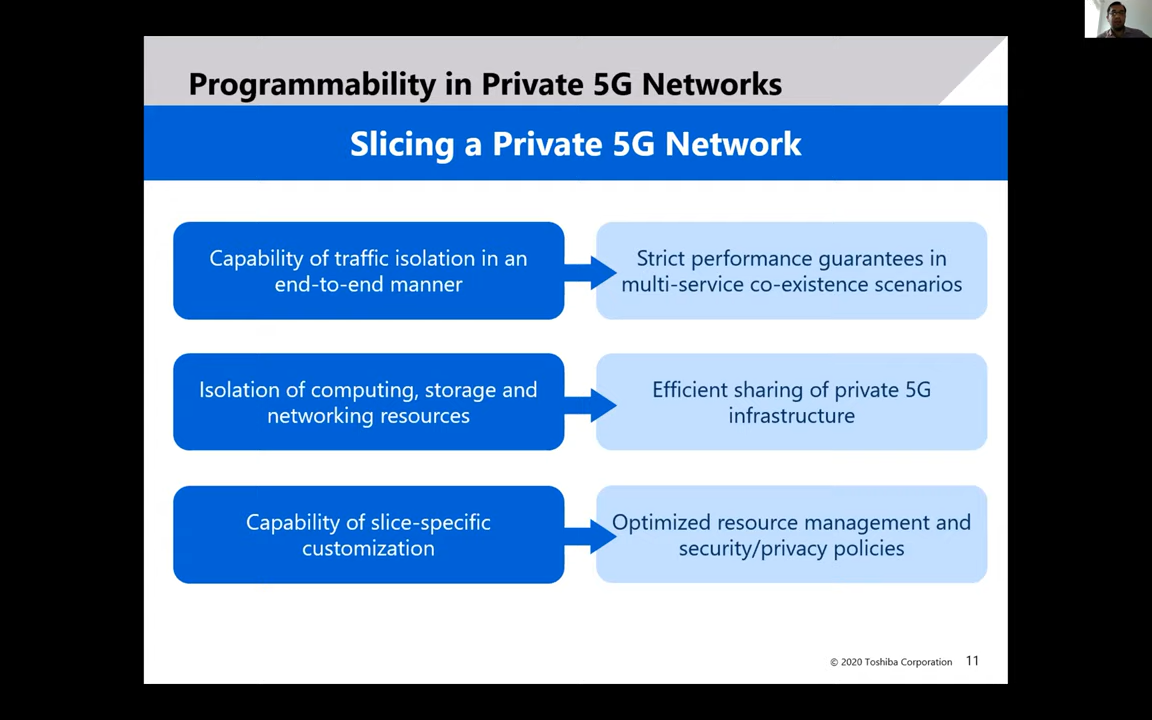 Programmability in Private 5G Networks
Slicing a Private 5G Network
Capability of traffic isolation in an
end-to-end manner
Strict performance guarantees in
multi-service co-existence scenarios
Isolation of computing, storage and
networking resources
Efficient sharing of private 5G
infrastructure
Capability of slice-specific
customization
Optimized resource management and
security/privacy policies
© 2020 Toshiba Corporation 11